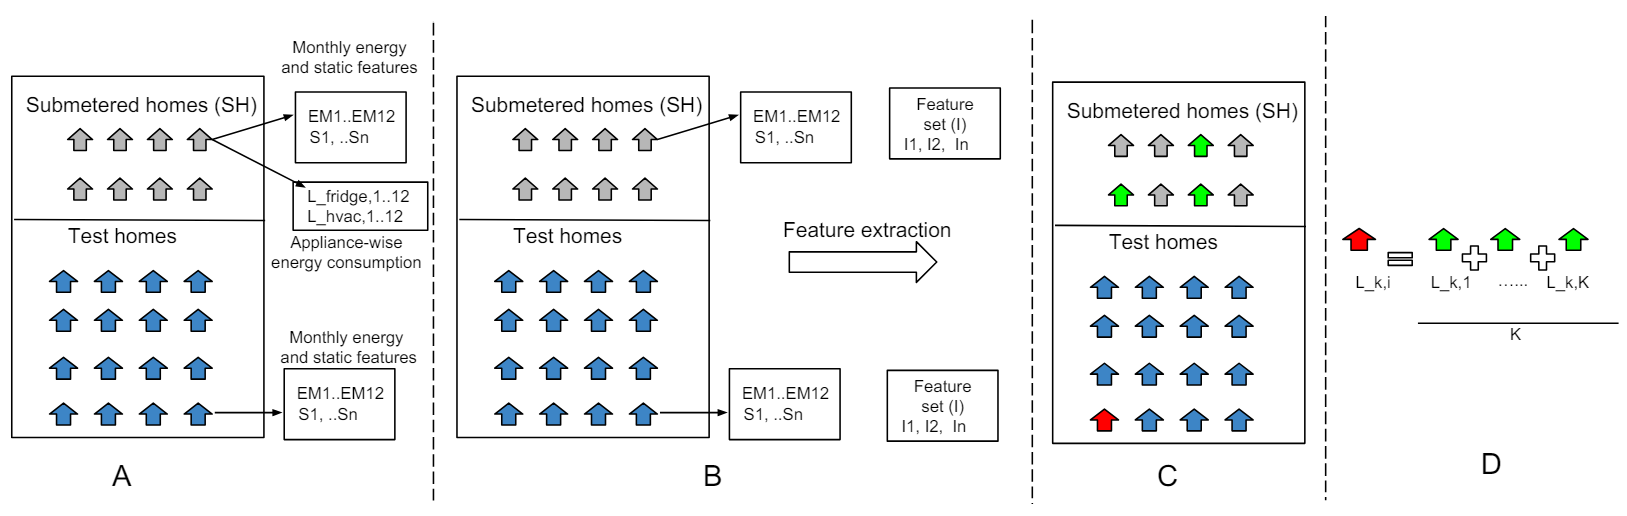 Monthly energy
and static features
Submetered homes (SH)
EM1..EM12
S1, ..Sn
L_fridge,1..12
L_hvac,1..12
Appliance-wise
energy consumption
Test homes
Monthly energy
and static features
EM1..EM12
S1, ..Sn
A
Submetered homes (SH)
EM1..EM12
S1, ..Sn
Feature
set (I)
I1, I2, In
Test homes
Feature extraction
EM1..EM12
S1, ..Sn
Feature
set (I)
I1, I2, In
B
Submetered homes (SH)
Test homes
C
L_k,i
L_k,1
......
L_k,K
K
D